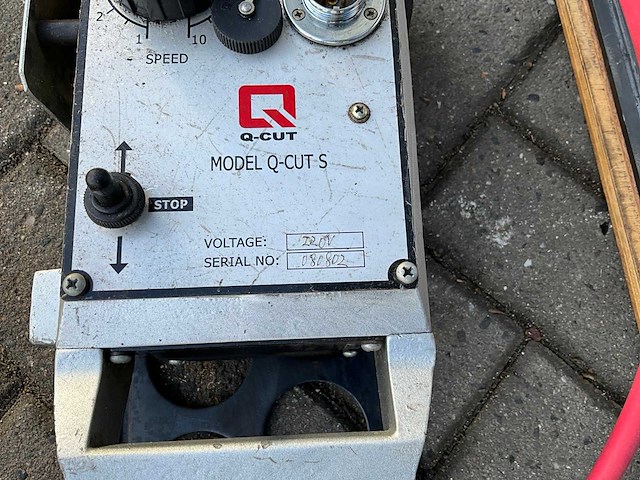 2
1 10
SPEED
Q-CUT
MODEL Q-CUT S
STOP
VOLTAGE: 220V
SERIAL NO: 080802